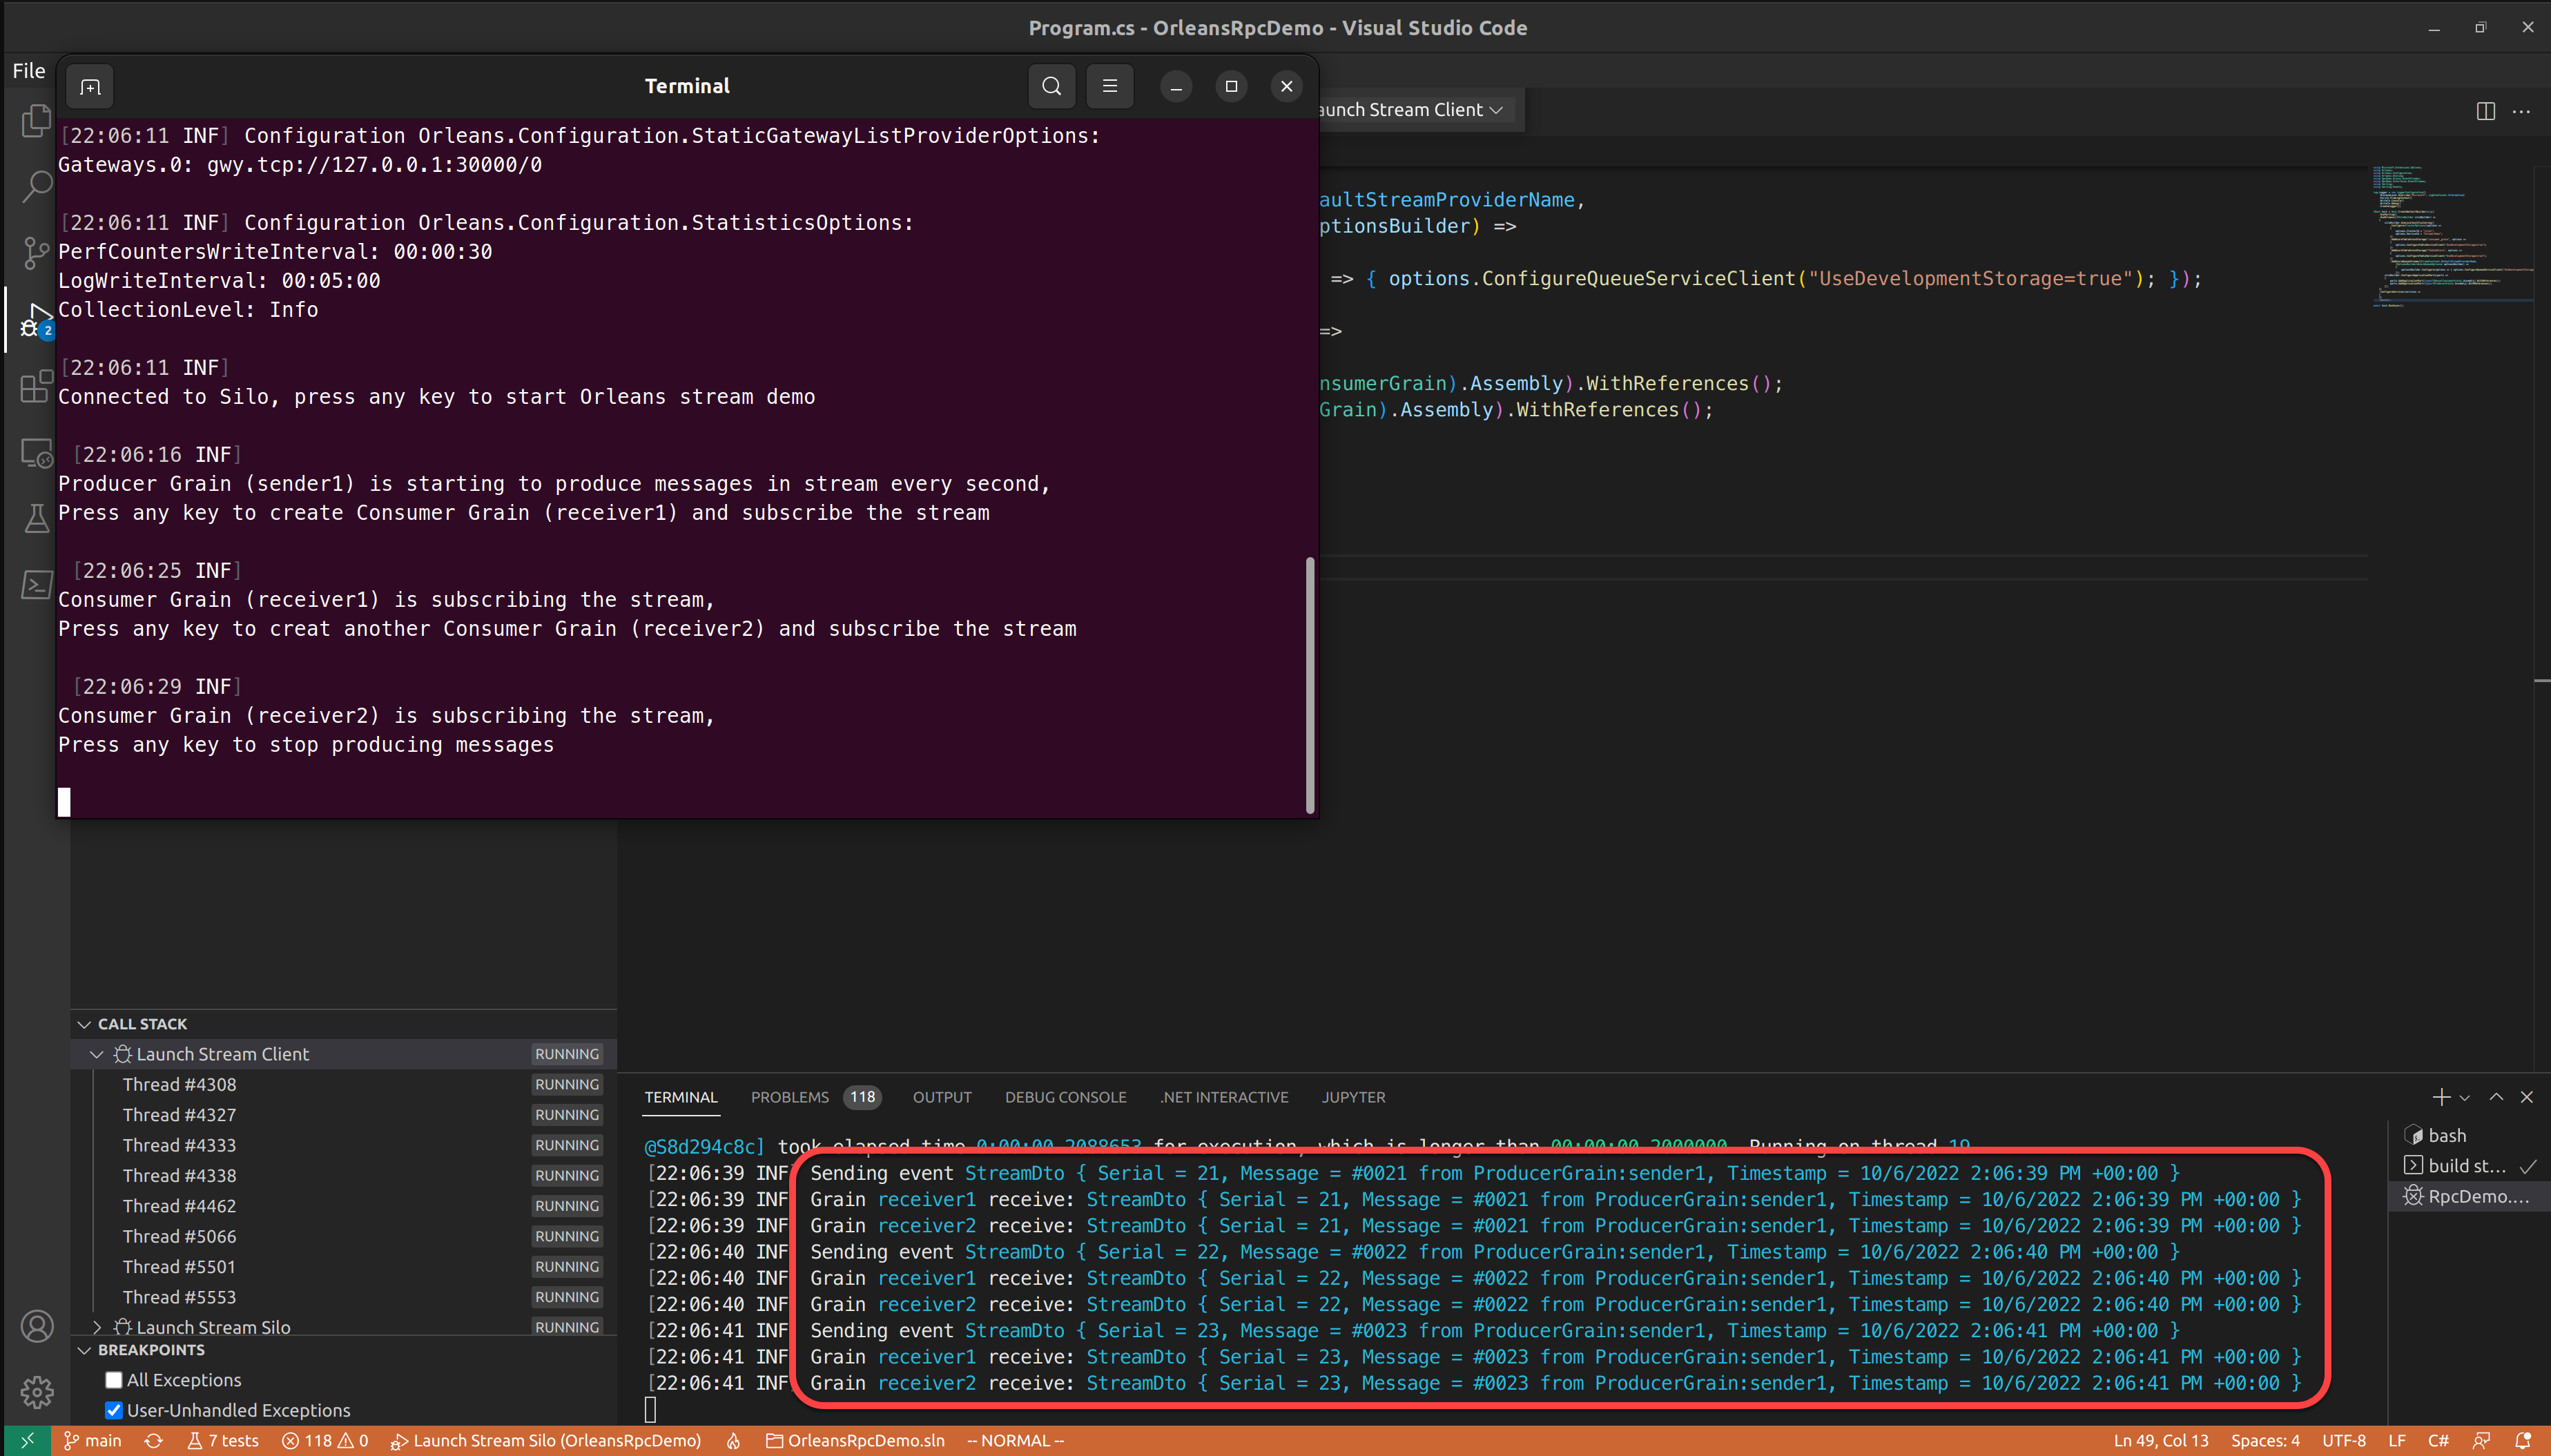 Program.cs - OrleansRpcDemo - Visual Studio Code
File
Terminal
aunch Stream Client
[22:06:11 INF] Configuration Orleans.Configuration.StaticGatewayListProviderOptions:
Gateways.0: gwy.tcp://127.0.0.1:30000/0
[22:06:11 INF] Configuration Orleans.Configuration.StatisticsOptions:
PerfCountersWriteInterval: 00:00:30
LogWriteInterval: 00:05:00
CollectionLevel: Info
[22:06:11 INF]
Connected to Silo, press any key to start Orleans stream demo
[22:06:16 INF]
Producer Grain (sender1) is starting to produce messages in stream every second,
Press any key to create Consumer Grain (receiver1) and subscribe the stream
[22:06:25 INF]
Consumer Grain (receiver1) is subscribing the stream,
Press any key to creat another Consumer Grain (receiver2) and subscribe the stream
[22:06:29 INF]
Consumer Grain (receiver2) is subscribing the stream,
Press any key to stop producing messages
aultStreamProviderName,
ptionsBuilder) =>
=> { options.ConfigureQueueServiceClient("UseDevelopmentStorage=true"); });
=>
nsumerGrain).Assembly).WithReferences();
Grain).Assembly).WithReferences();
2
CALL STACK
Launch Stream Client RUNNING
Thread #4308 RUNNING
Thread #4327 RUNNING
Thread #4333 RUNNING
Thread #4338 RUNNING
Thread #4462 RUNNING
Thread #5066 RUNNING
Thread #5501 RUNNING
Thread #5553 RUNNING
Launch Stream Silo RUNNING
BREAKPOINTS
All Exceptions
User-Unhandled Exceptions
TERMINAL PROBLEMS 118 OUTPUT DEBUG CONSOLE .NET INTERACTIVE JUPYTER
@S8d294c8c] took elapsed time 0:00:00.2088653 for execution, which is longer than 00:00:00.2000000. Running on thread 19
[22:06:39 INF] Sending event StreamDto { Serial = 21, Message = #0021 from ProducerGrain:sender1, Timestamp = 10/6/2022 2:06:39 PM +00:00 }
[22:06:39 INF] Grain receiver1 receive: StreamDto { Serial = 21, Message = #0021 from ProducerGrain:sender1, Timestamp = 10/6/2022 2:06:39 PM +00:00 }
[22:06:39 INF] Grain receiver2 receive: StreamDto { Serial = 21, Message = #0021 from ProducerGrain:sender1, Timestamp = 10/6/2022 2:06:39 PM +00:00 }
[22:06:40 INF] Sending event StreamDto { Serial = 22, Message = #0022 from ProducerGrain:sender1, Timestamp = 10/6/2022 2:06:40 PM +00:00 }
[22:06:40 INF] Grain receiver1 receive: StreamDto { Serial = 22, Message = #0022 from ProducerGrain:sender1, Timestamp = 10/6/2022 2:06:40 PM +00:00 }
[22:06:40 INF] Grain receiver2 receive: StreamDto { Serial = 22, Message = #0022 from ProducerGrain:sender1, Timestamp = 10/6/2022 2:06:40 PM +00:00 }
[22:06:41 INF] Sending event StreamDto { Serial = 23, Message = #0023 from ProducerGrain:sender1, Timestamp = 10/6/2022 2:06:41 PM +00:00 }
[22:06:41 INF] Grain receiver1 receive: StreamDto { Serial = 23, Message = #0023 from ProducerGrain:sender1, Timestamp = 10/6/2022 2:06:41 PM +00:00 }
[22:06:41 INF] Grain receiver2 receive: StreamDto { Serial = 23, Message = #0023 from ProducerGrain:sender1, Timestamp = 10/6/2022 2:06:41 PM +00:00 }
bash
build st...
RpcDemo....
main 7 tests 118 0 Launch Stream Silo (OrleansRpcDemo) OrleansRpcDemo.sln -- NORMAL -- Ln 49, Col 13 Spaces: 4 UTF-8 LF C#